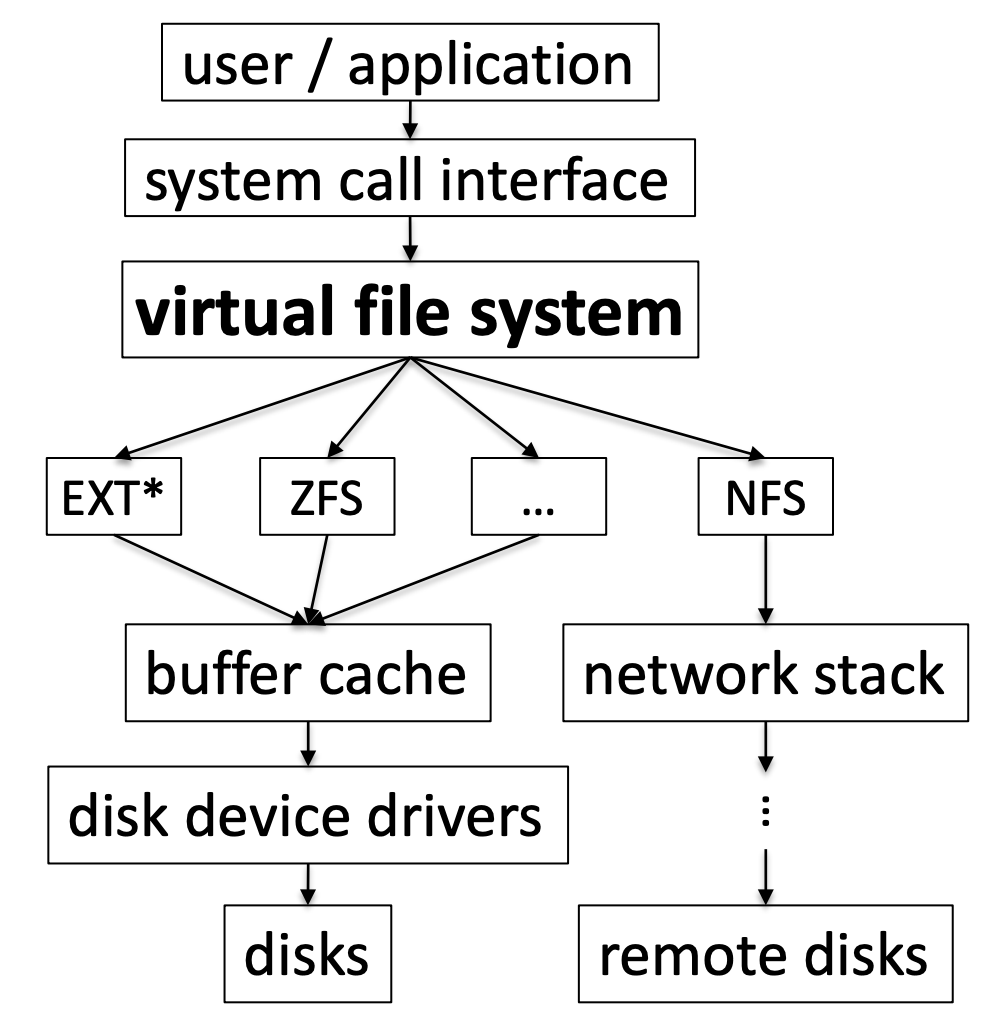 user / application
system call interface
virtual file system
EXT*
ZFS
...
NFS
buffer cache
network stack
disk device drivers
...
disks
remote disks